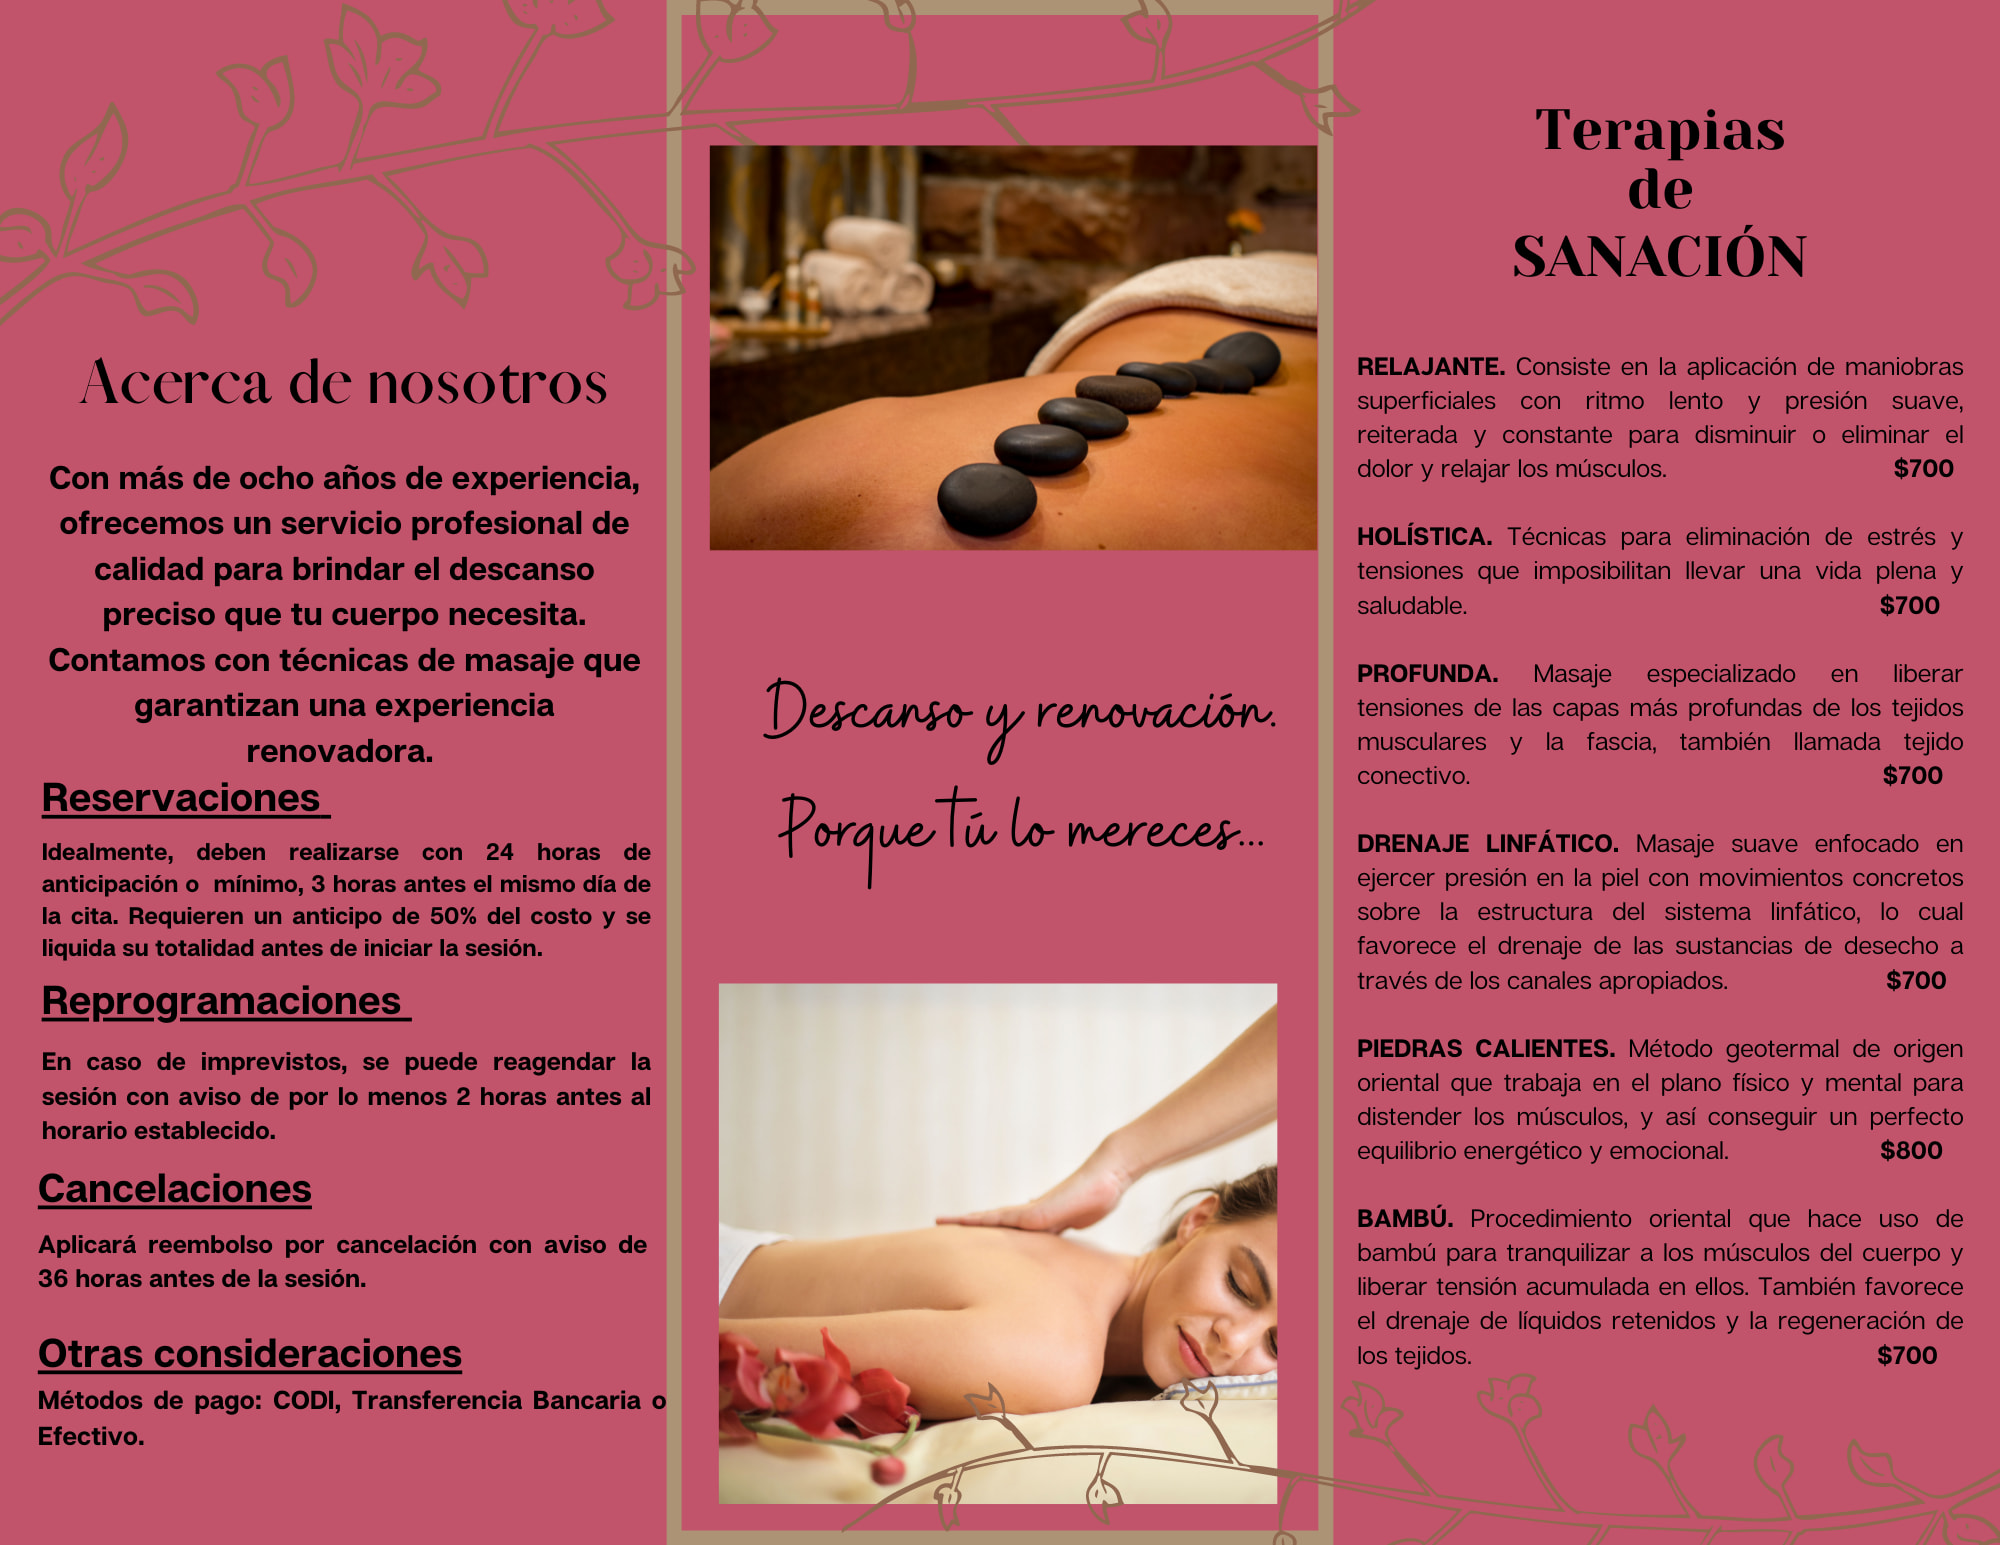 Acerca de nosotros
Con más de ocho años de experiencia,
ofrecemos un servicio profesional de
calidad para brindar el descanso
preciso que tu cuerpo necesita.
Contamos con técnicas de masaje que
garantizan una experiencia
renovadora.
Reservaciones
Idealmente, deben realizarse con 24 horas de
anticipación o mínimo, 3 horas antes el mismo día de
la cita. Requieren un anticipo de 50% del costo y se
liquida su totalidad antes de iniciar la sesión.
Reprogramaciones
En caso de imprevistos, se puede reagendar la
sesión con aviso de por lo menos 2 horas antes al
horario establecido.
Cancelaciones
Aplicará reembolso por cancelación con aviso de
36 horas antes de la sesión.
Otras consideraciones
Métodos de pago: CODI, Transferencia Bancaria o
Efectivo.
Descanso y renovación.
Porque tú lo mereces...
Terapias
de
SANACIÓN
RELAJANTE. Consiste en la aplicación de maniobras
superficiales con ritmo lento y presión suave,
reiterada y constante para disminuir o eliminar el
dolor y relajar los músculos. $700
HOLÍSTICA. Técnicas para eliminación de estrés y
tensiones que imposibilitan llevar una vida plena y
saludable. $700
PROFUNDA. Masaje especializado en liberar
tensiones de las capas más profundas de los tejidos
musculares y la fascia, también llamada tejido
conectivo. $700
DRENAJE LINFÁTICO. Masaje suave enfocado en
ejercer presión en la piel con movimientos concretos
sobre la estructura del sistema linfático, lo cual
favorece el drenaje de las sustancias de desecho a
través de los canales apropiados. $700
PIEDRAS CALIENTES. Método geotermal de origen
oriental que trabaja en el plano físico y mental para
distender los músculos, y así conseguir un perfecto
equilibrio energético y emocional. $800
BAMBÚ. Procedimiento oriental que hace uso de
bambú para tranquilizar a los músculos del cuerpo y
liberar tensión acumulada en ellos. También favorece
el drenaje de líquidos retenidos y la regeneración de
los tejidos. $700